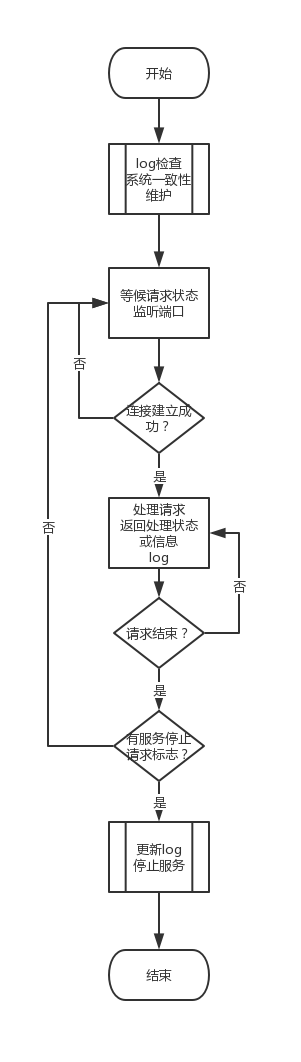 开始
log检查
系统一致性
维护
等候请求状态
监听端口
否
连接建立成
功？
是
处理请求
返回处理状态
或信息
log
否
否
请求结束？
是
有服务停止
请求标志？
是
更新log
停止服务
结束